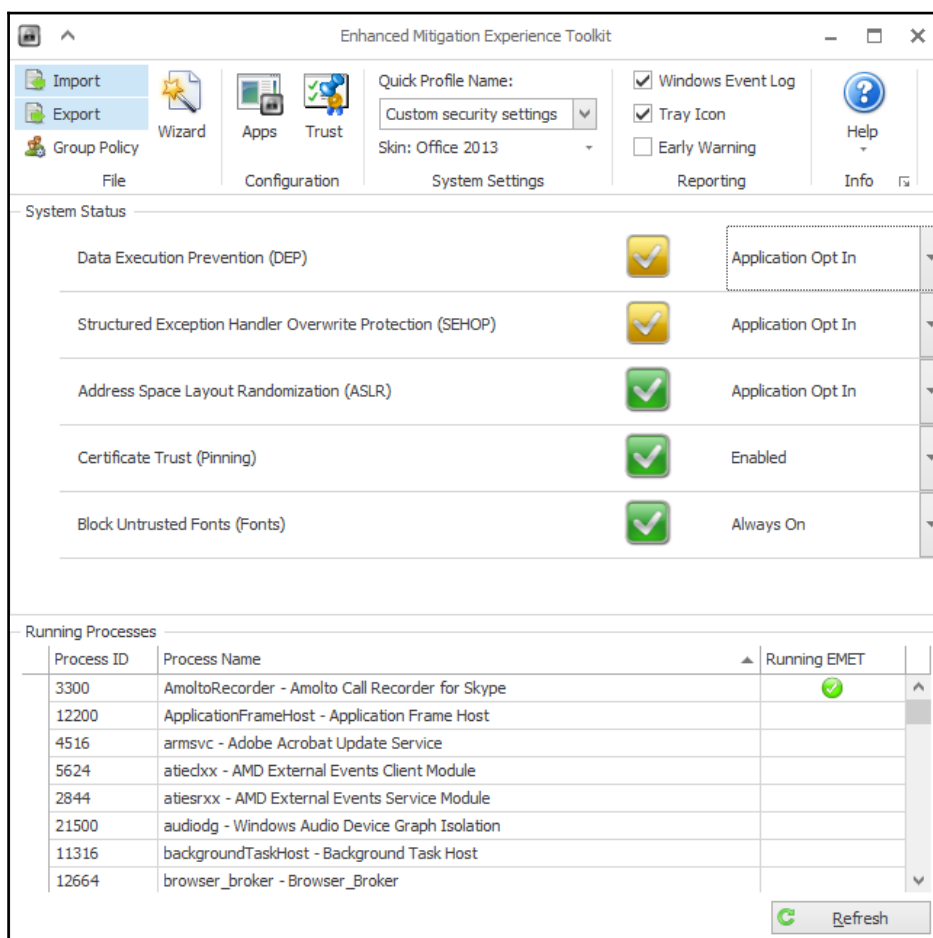 Enhanced Mitigation Experience Toolkit
Import
Export
Group Policy
File
Wizard
Apps
Trust
Configuration
Quick Profile Name:
Custom security settings
Skin: Office 2013
System Settings
Windows Event Log
Tray Icon
Early Warning
Reporting
Help
Info
System Status
Data Execution Prevention (DEP) Application Opt In
Structured Exception Handler Overwrite Protection (SEHOP) Application Opt In
Address Space Layout Randomization (ASLR) Application Opt In
Certificate Trust (Pinning) Enabled
Block Untrusted Fonts (Fonts) Always On
Running Processes
Process ID Process Name Running EMET
3300 AmoltoRecorder - Amolto Call Recorder for Skype
12200 ApplicationFrameHost - Application Frame Host
4516 armsvc - Adobe Acrobat Update Service
5624 atieclxx - AMD External Events Client Module
2844 atiesrxx - AMD External Events Service Module
21500 audiodg - Windows Audio Device Graph Isolation
11316 backgroundTaskHost - Background Task Host
12664 browser_broker - Browser_Broker
Refresh